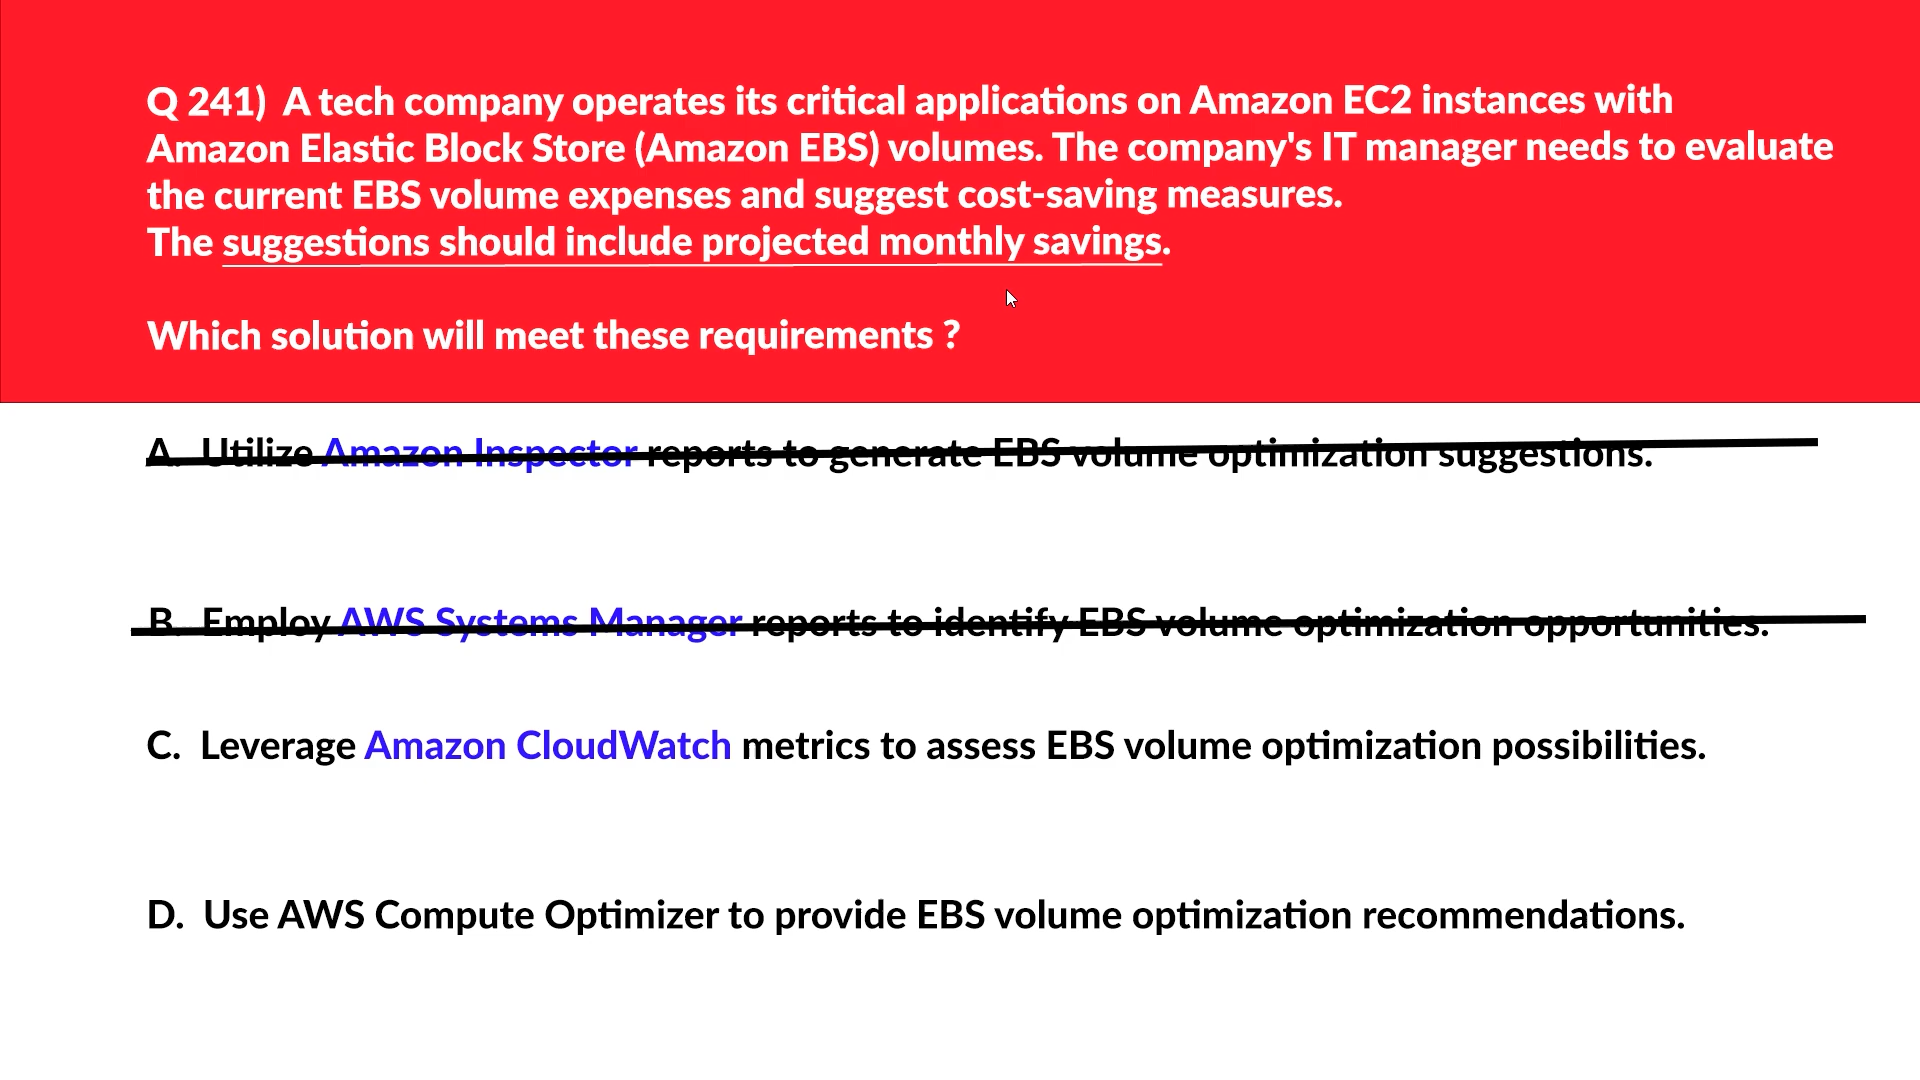 Q 241) A tech company operates its critical applications on Amazon EC2 instances with
Amazon Elastic Block Store (Amazon EBS) volumes. The company's IT manager needs to evaluate
the current EBS volume expenses and suggest cost-saving measures.
The suggestions should include projected monthly savings.
Which solution will meet these requirements ?
A. Utilize Amazon Inspector reports to generate EBS volume optimization suggestions.
B. Employ AWS Systems Manager reports to identify EBS volume optimization opportunities.
C. Leverage Amazon CloudWatch metrics to assess EBS volume optimization possibilities.
D. Use AWS Compute Optimizer to provide EBS volume optimization recommendations.